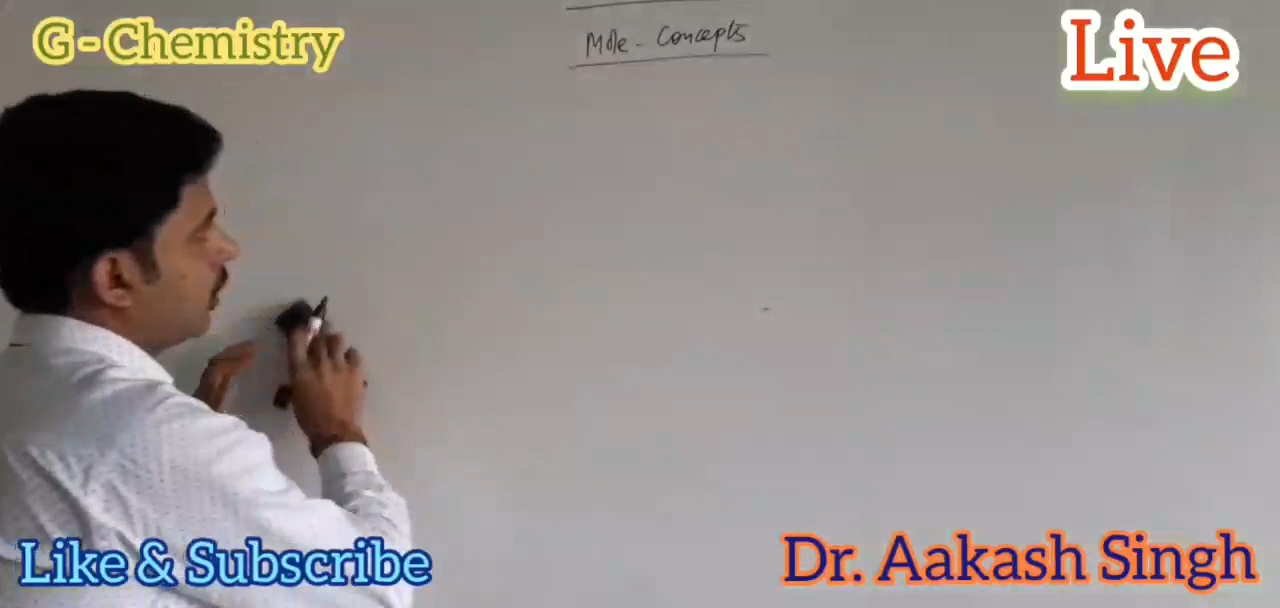 G - Chemistry
Mole - Concepts
Live
Like & Subscribe
Dr. Aakash Singh